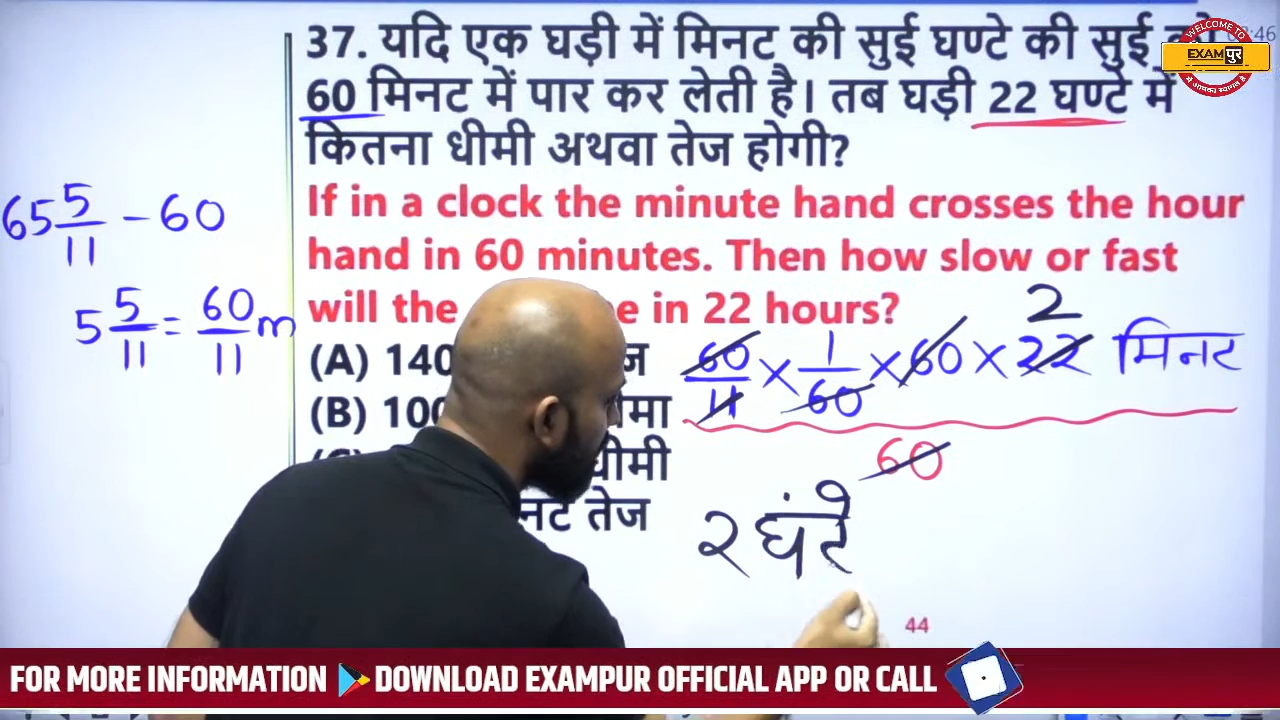 37. यदि एक घड़ी में मिनट की सुई घण्टे की सुई को
60 मिनट में पार कर लेती है। तब घड़ी 22 घण्टे में
कितना धीमी अथवा तेज होगी?
If in a clock the minute hand crosses the hour
hand in 60 minutes. Then how slow or fast
will the e in 22 hours?
(A) 140 ज
(B) 100 मा
धीमी
नट तेज
65 5/11 - 60
5 5/11 = 60/11 m
60/11 × 1/60 × 60 × 22 मिनट
2
60
2 घंटे
44
WELCOME TO
EXAMपुर
:46
FOR MORE INFORMATION DOWNLOAD EXAMPUR OFFICIAL APP OR CALL